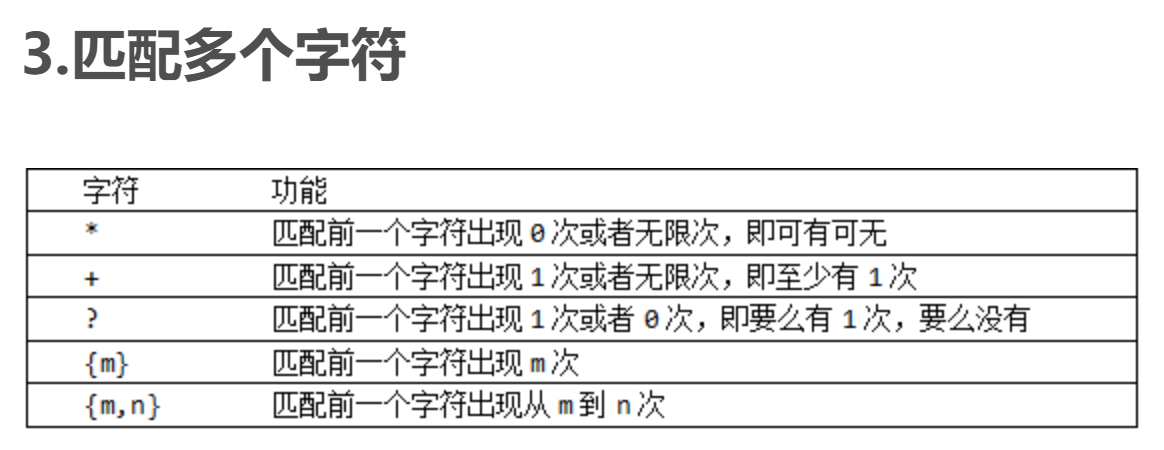 3.匹配多个字符
字符 功能
* 匹配前一个字符出现 0 次或者无限次，即可有可无
+ 匹配前一个字符出现 1 次或者无限次，即至少有 1 次
? 匹配前一个字符出现 1 次或者 0 次，即要么有 1 次，要么没有
{m} 匹配前一个字符出现 m 次
{m,n} 匹配前一个字符出现从 m 到 n 次